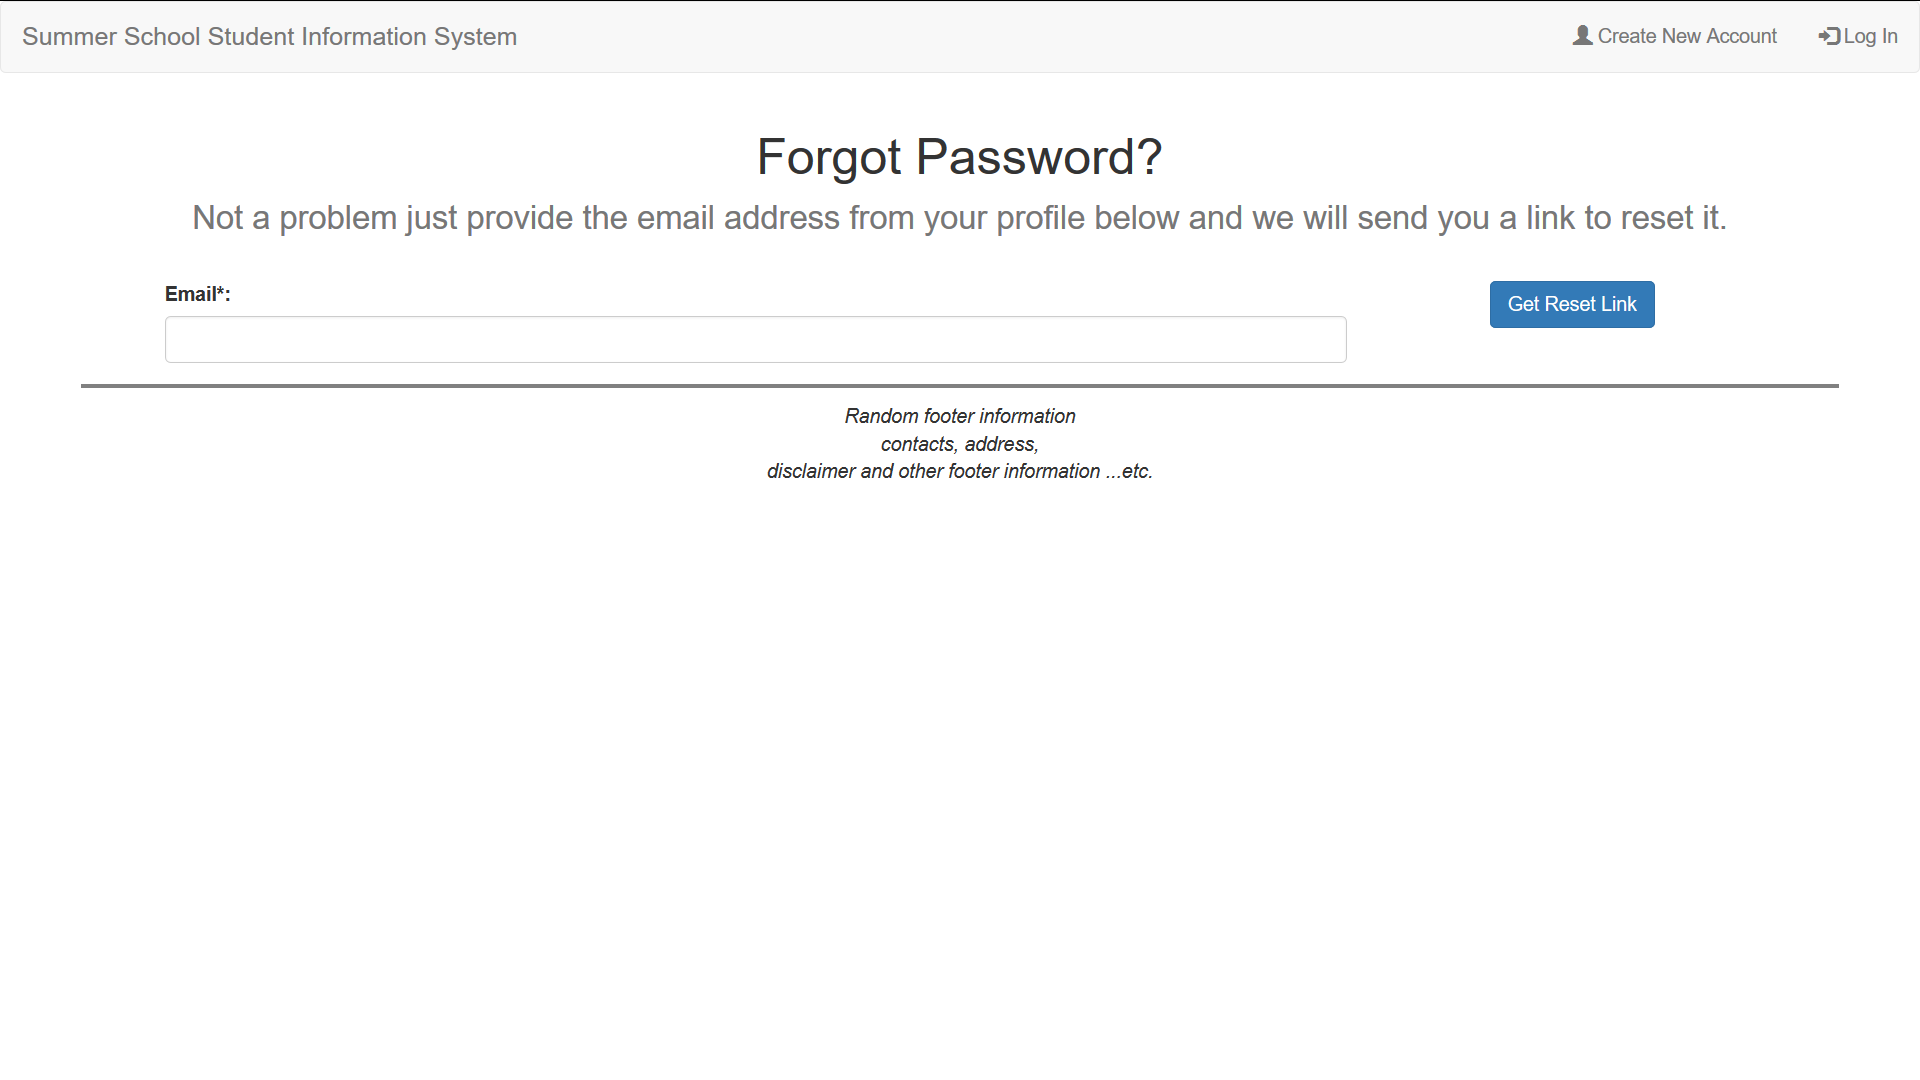 Summer School Student Information System
Create New Account
Log In
Forgot Password?
Not a problem just provide the email address from your profile below and we will send you a link to reset it.
Email*:
Get Reset Link
Random footer information
contacts, address,
disclaimer and other footer information ...etc.